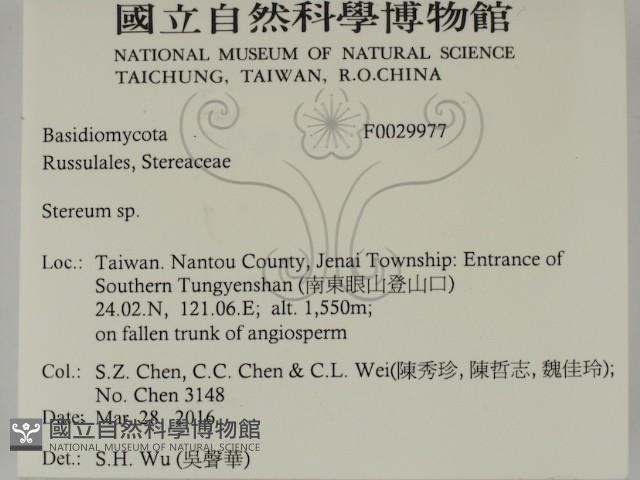 國立自然科學博物館
NATIONAL MUSEUM OF NATURAL SCIENCE
TAICHUNG, TAIWAN, R.O.CHINA
Basidiomycota F0029977
Russulales, Stereaceae
Stereum sp.
Loc.: Taiwan. Nantou County, Jenai Township: Entrance of
Southern Tungyenshan (南東眼山登山口)
24.02.N, 121.06.E; alt. 1,550m;
on fallen trunk of angiosperm
Col.: S.Z. Chen, C.C. Chen & C.L. Wei(陳秀珍, 陳哲志, 魏佳玲);
No. Chen 3148
Date: Mar. 28, 2016
國立自然科學博物館
NATIONAL MUSEUM OF NATURAL SCIENCE
Det.: S.H. Wu (吳聲華)